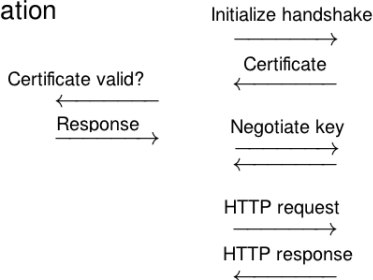 ation
Initialize handshake
Certificate
Certificate valid?
Response
Negotiate key
HTTP request
HTTP response